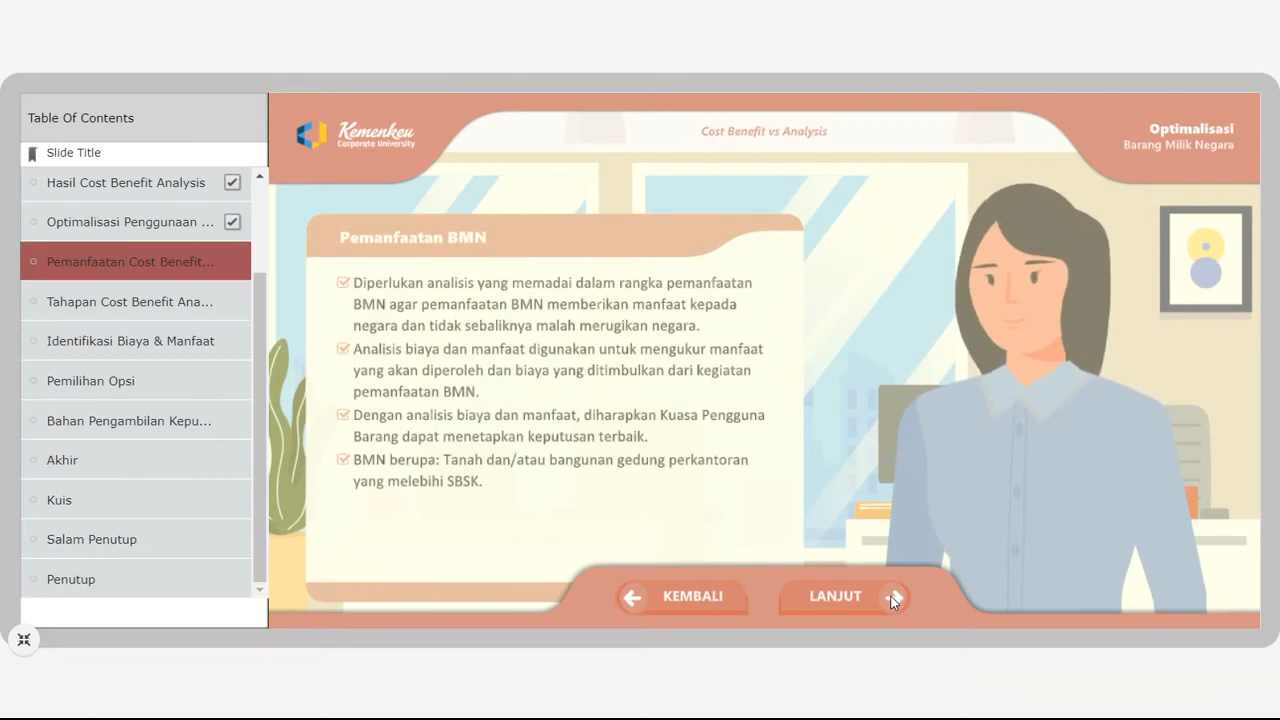 Table Of Contents
Slide Title
Hasil Cost Benefit Analysis
Optimalisasi Penggunaan ...
Pemanfaatan Cost Benefit...
Tahapan Cost Benefit Ana...
Identifikasi Biaya & Manfaat
Pemilihan Opsi
Bahan Pengambilan Kepu...
Akhir
Kuis
Salam Penutup
Penutup
Kemenkeu
Corporate University
Cost Benefit vs Analysis
Optimalisasi
Barang Milik Negara
Pemanfaatan BMN
Diperlukan analisis yang memadai dalam rangka pemanfaatan
BMN agar pemanfaatan BMN memberikan manfaat kepada
negara dan tidak sebaliknya malah merugikan negara.
Analisis biaya dan manfaat digunakan untuk mengukur manfaat
yang akan diperoleh dan biaya yang ditimbulkan dari kegiatan
pemanfaatan BMN.
Dengan analisis biaya dan manfaat, diharapkan Kuasa Pengguna
Barang dapat menetapkan keputusan terbaik.
BMN berupa: Tanah dan/atau bangunan gedung perkantoran
yang melebihi SBSK.
KEMBALI
LANJUT